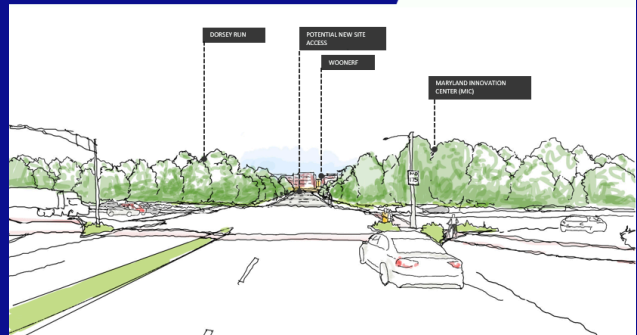 DORSEY RUN
POTENTIAL NEW SITE
ACCESS
WOONERF
MARYLAND INNOVATION
CENTER (MIC)